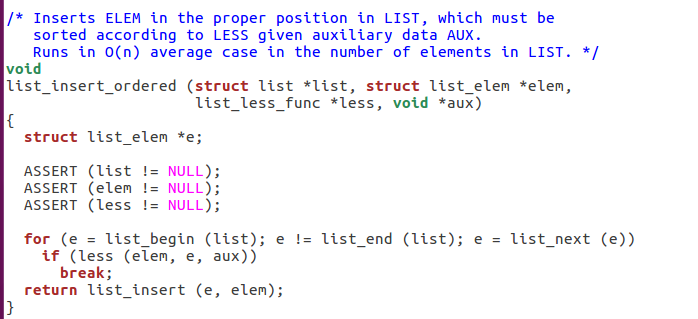 /* Inserts ELEM in the proper position in LIST, which must be
   sorted according to LESS given auxiliary data AUX.
   Runs in O(n) average case in the number of elements in LIST. */
void
list_insert_ordered (struct list *list, struct list_elem *elem,
                     list_less_func *less, void *aux)
{
  struct list_elem *e;

  ASSERT (list != NULL);
  ASSERT (elem != NULL);
  ASSERT (less != NULL);

  for (e = list_begin (list); e != list_end (list); e = list_next (e))
    if (less (elem, e, aux))
      break;
  return list_insert (e, elem);
}